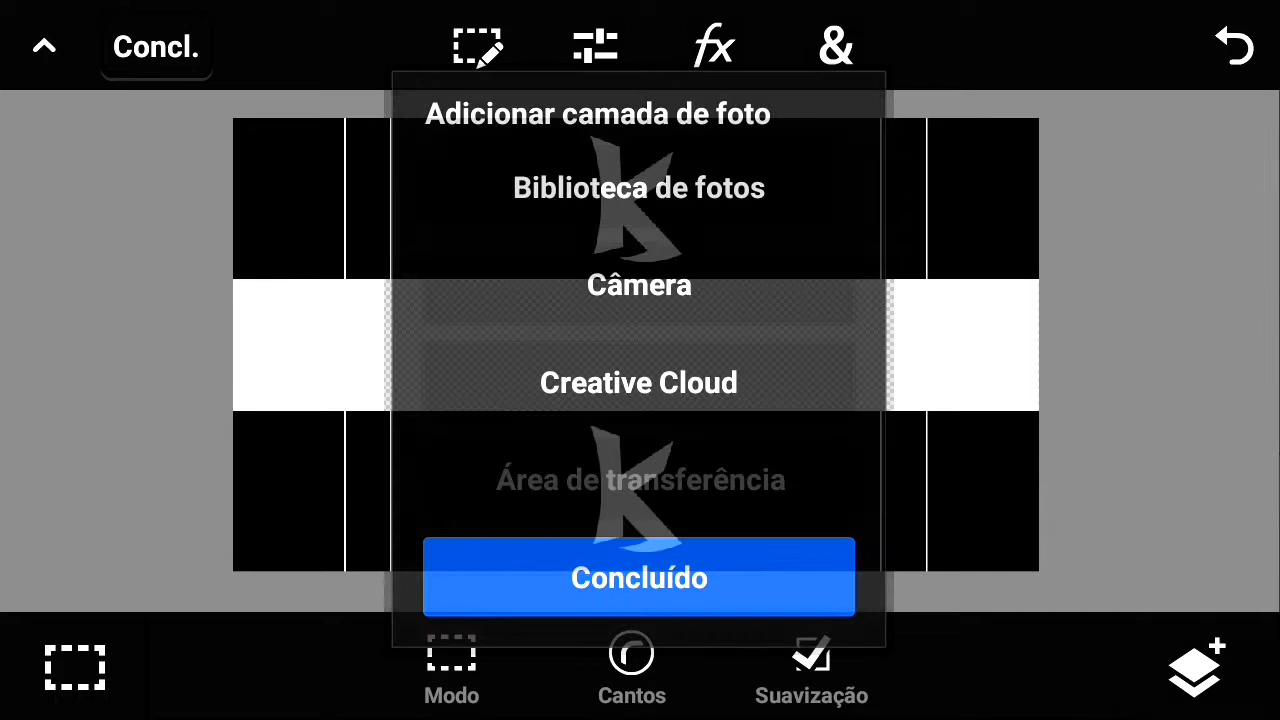 Concl.
fx
&
Adicionar camada de foto
Biblioteca de fotos
Câmera
Creative Cloud
Área de transferência
Concluído
Modo
Cantos
Suavização